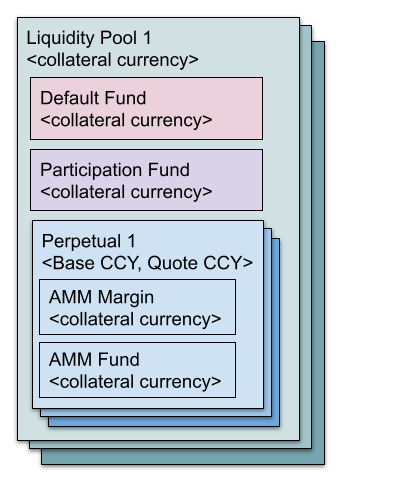 Liquidity Pool 1
<collateral currency>
Default Fund
<collateral currency>
Participation Fund
<collateral currency>
Perpetual 1
<Base CCY, Quote CCY>
AMM Margin
<collateral currency>
AMM Fund
<collateral currency>